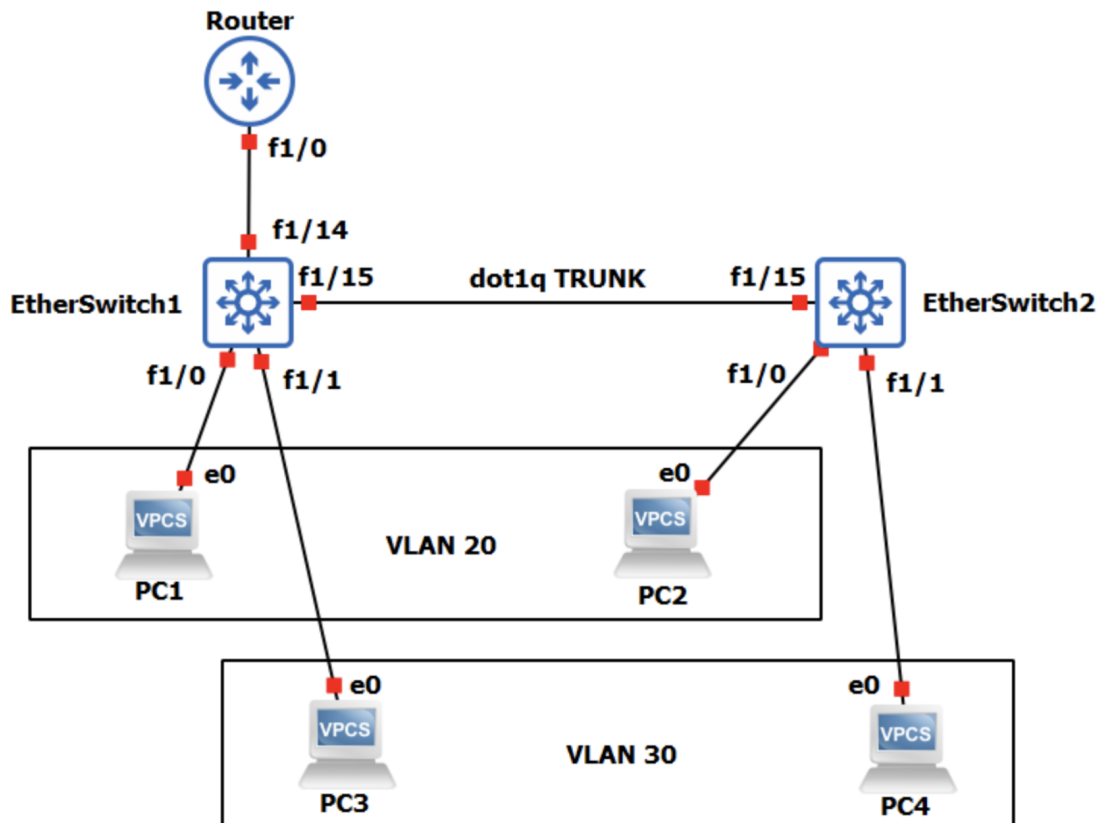 Router
f1/0
f1/14
f1/15
dot1q TRUNK
f1/15
EtherSwitch1
EtherSwitch2
f1/0
f1/1
f1/0
f1/1
e0
e0
VPCS
VPCS
VLAN 20
PC1
PC2
e0
e0
VPCS
VPCS
VLAN 30
PC3
PC4